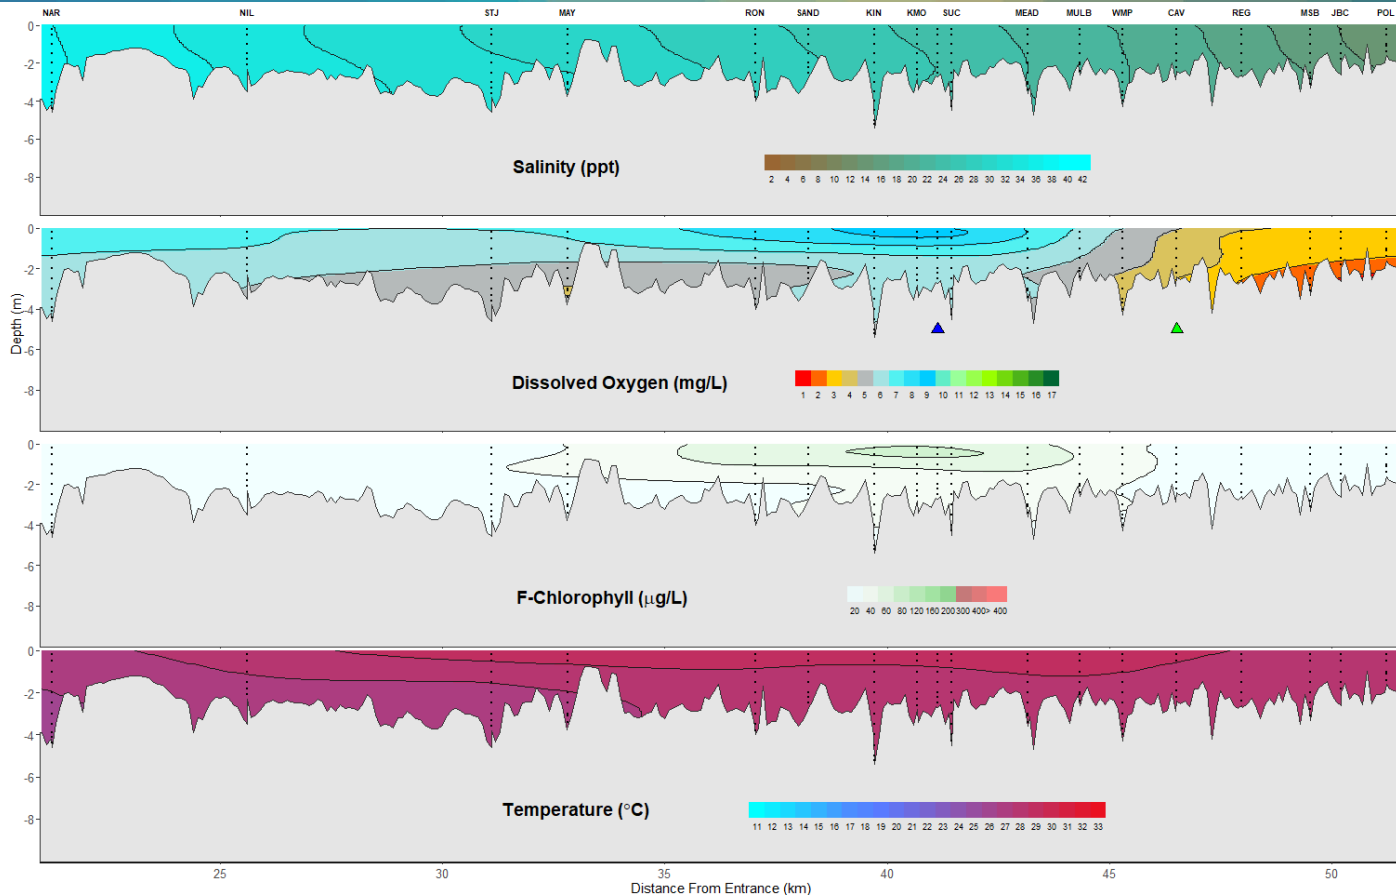 NAR NIL STJ MAY RON SAND KIN KMO SUC MEAD MULB WMP CAV REG MSB JBC POL
0
-2
-4
-6
-8
Salinity (ppt)
2 4 6 8 10 12 14 16 18 20 22 24 26 28 30 32 34 36 38 40 42
0
-2
-4
-6
-8
Depth (m)
Dissolved Oxygen (mg/L)
1 2 3 4 5 6 7 8 9 10 11 12 13 14 15 16 17
0
-2
-4
-6
-8
F-Chlorophyll (µg/L)
20 40 60 80 120 160 200 300 400 > 400
0
-2
-4
-6
-8
Temperature (°C)
11 12 13 14 15 16 17 18 19 20 21 22 23 24 25 26 27 28 29 30 31 32 33
25 30 35 40 45 50
Distance From Entrance (km)